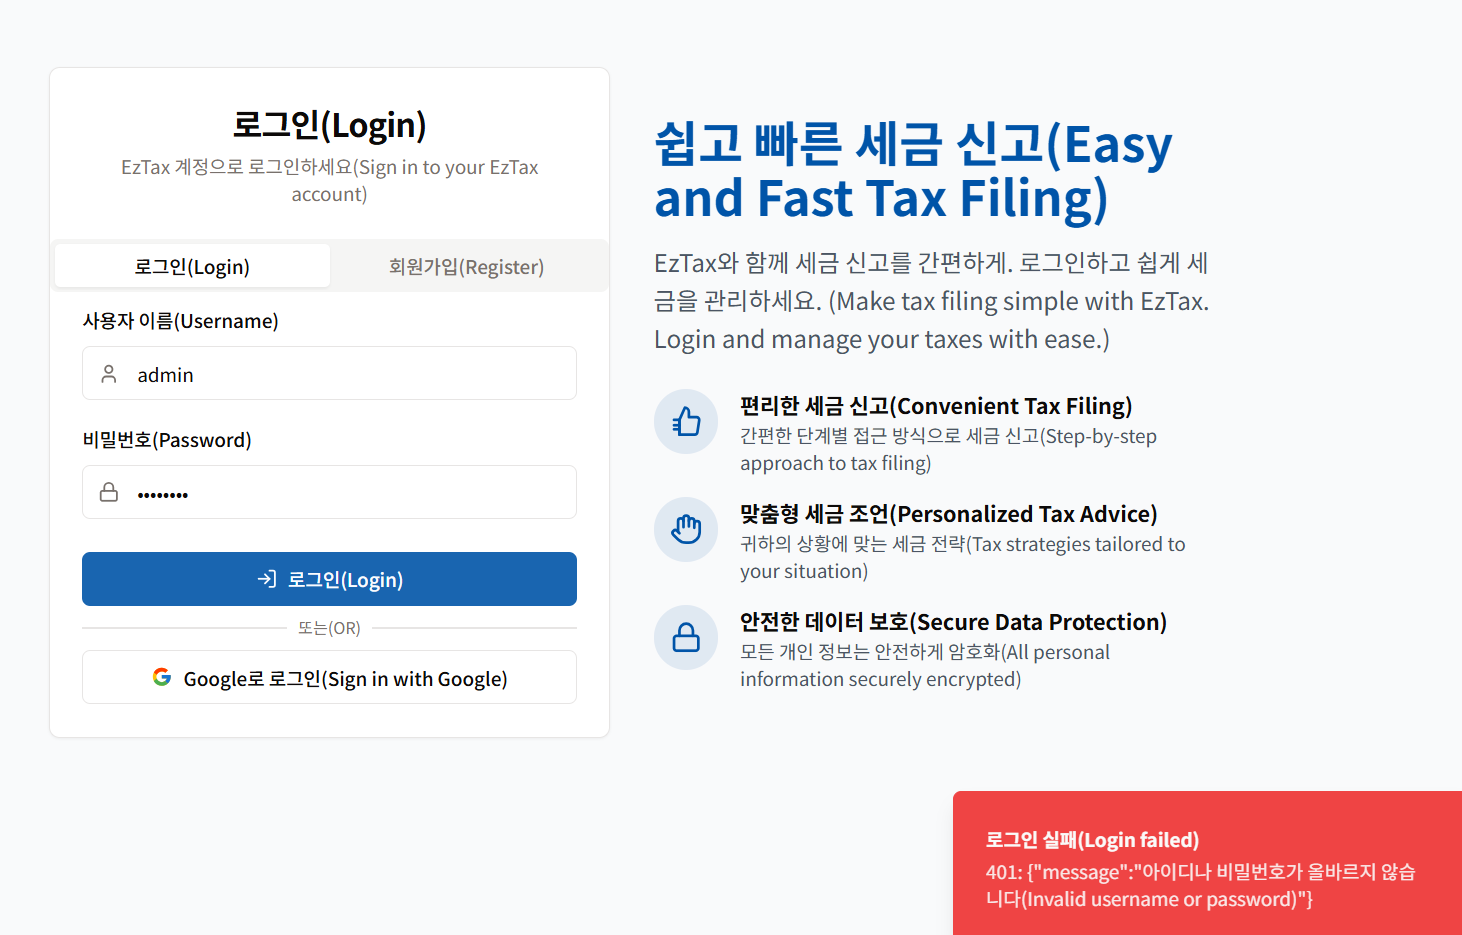 로그인(Login)
EzTax 계정으로 로그인하세요(Sign in to your EzTax
account)
로그인(Login)
회원가입(Register)
사용자 이름(Username)
admin
비밀번호(Password)
••••••••
로그인(Login)
또는(OR)
Google로 로그인(Sign in with Google)
쉽고 빠른 세금 신고(Easy
and Fast Tax Filing)
EzTax와 함께 세금 신고를 간편하게. 로그인하고 쉽게 세
금을 관리하세요. (Make tax filing simple with EzTax.
Login and manage your taxes with ease.)
편리한 세금 신고(Convenient Tax Filing)
간편한 단계별 접근 방식으로 세금 신고(Step-by-step
approach to tax filing)
맞춤형 세금 조언(Personalized Tax Advice)
귀하의 상황에 맞는 세금 전략(Tax strategies tailored to
your situation)
안전한 데이터 보호(Secure Data Protection)
모든 개인 정보는 안전하게 암호화(All personal
information securely encrypted)
로그인 실패(Login failed)
401: {"message":"아이디나 비밀번호가 올바르지 않습
니다(Invalid username or password)"}